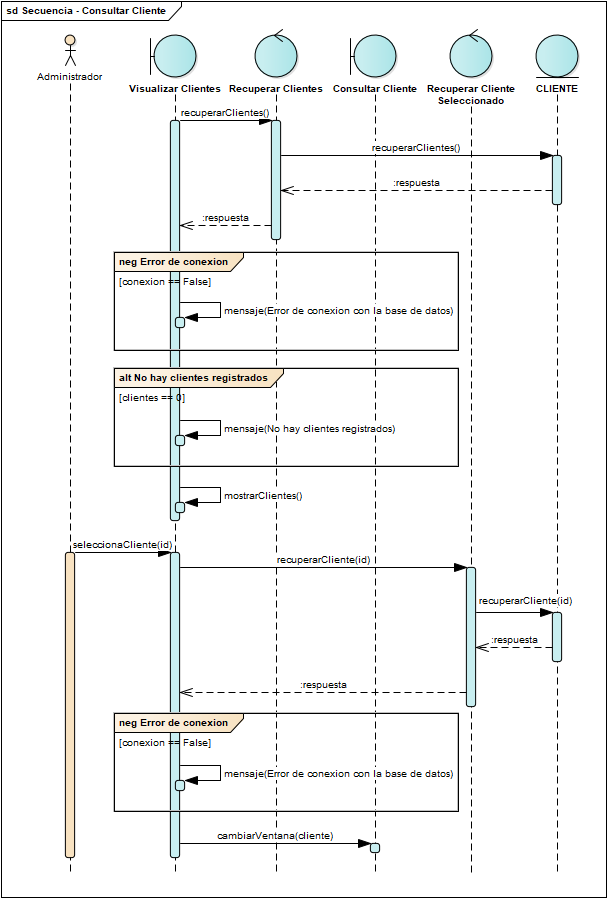 sd Secuencia - Consultar Cliente
Administrador
Visualizar Clientes
Recuperar Clientes
Consultar Cliente
Recuperar Cliente
Seleccionado
CLIENTE
recuperarClientes()
recuperarClientes()
:respuesta
:respuesta
neg Error de conexion
[conexion == False]
mensaje(Error de conexion con la base de datos)
alt No hay clientes registrados
[clientes == 0]
mensaje(No hay clientes registrados)
mostrarClientes()
seleccionaCliente(id)
recuperarCliente(id)
recuperarCliente(id)
:respuesta
:respuesta
neg Error de conexion
[conexion == False]
mensaje(Error de conexion con la base de datos)
cambiarVentana(cliente)